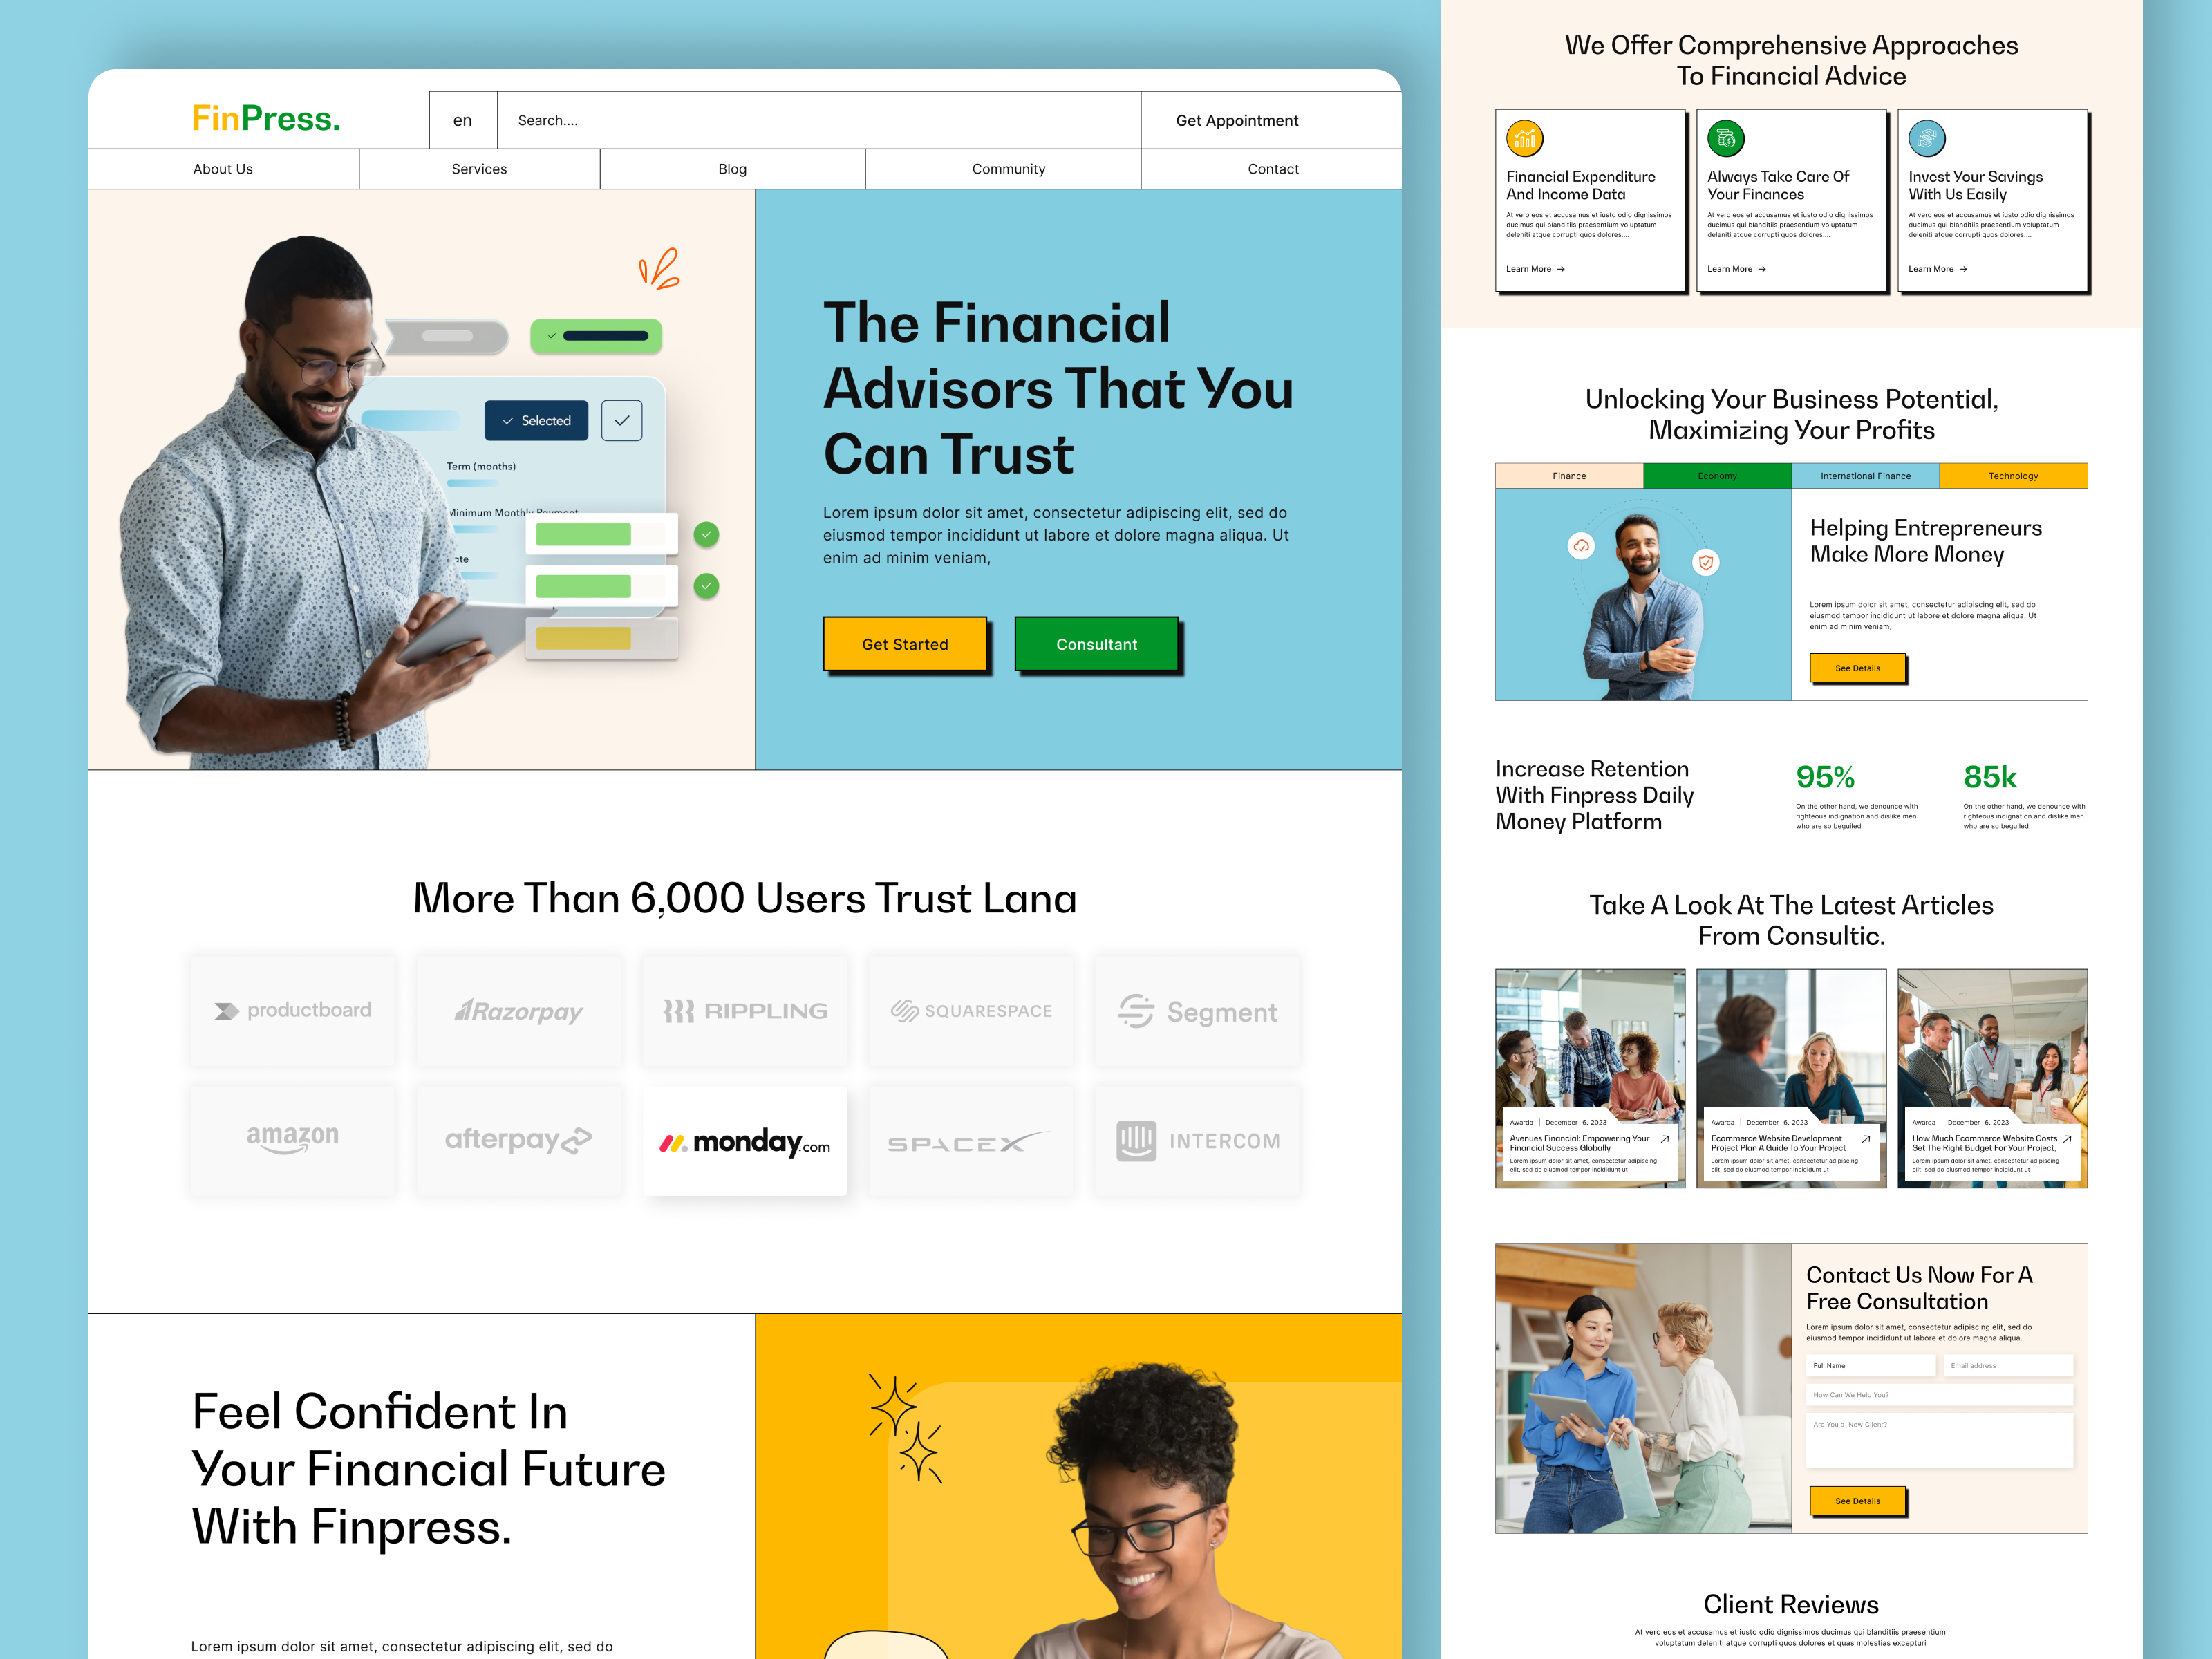 FinPress.
en
Search....
Get Appointment
About Us
Services
Blog
Community
Contact
Selected
Term (months)
Minimum Monthly Payment
ate
The Financial
Advisors That You
Can Trust
Lorem ipsum dolor sit amet, consectetur adipiscing elit, sed do
eiusmod tempor incididunt ut labore et dolore magna aliqua. Ut
enim ad minim veniam,
Get Started
Consultant
More Than 6,000 Users Trust Lana
productboard
Razorpay
RIPPLING
SQUARESPACE
Segment
amazon
afterpay
monday.com
SPACEX
INTERCOM
Feel Confident In
Your Financial Future
With Finpress.
Lorem ipsum dolor sit amet, consectetur adipiscing elit, sed do
We Offer Comprehensive Approaches
To Financial Advice
Financial Expenditure
And Income Data
At vero eos et accusamus et iusto odio dignissimos
ducimus qui blanditiis praesentium voluptatum
deleniti atque corrupti quos dolores....
Learn More
Always Take Care Of
Your Finances
At vero eos et accusamus et iusto odio dignissimos
ducimus qui blanditiis praesentium voluptatum
deleniti atque corrupti quos dolores....
Learn More
Invest Your Savings
With Us Easily
At vero eos et accusamus et iusto odio dignissimos
ducimus qui blanditiis praesentium voluptatum
deleniti atque corrupti quos dolores....
Learn More
Unlocking Your Business Potential,
Maximizing Your Profits
Finance
Economy
International Finance
Technology
Helping Entrepreneurs
Make More Money
Lorem ipsum dolor sit amet, consectetur adipiscing elit, sed do
eiusmod tempor incididunt ut labore et dolore magna aliqua. Ut
enim ad minim veniam,
See Details
Increase Retention
With Finpress Daily
Money Platform
95%
On the other hand, we denounce with
righteous indignation and dislike men
who are so beguiled
85k
On the other hand, we denounce with
righteous indignation and dislike men
who are so beguiled
Take A Look At The Latest Articles
From Consultic.
Awarda | December 6. 2023
Avenues Financial: Empowering Your
Financial Success Globally
Lorem ipsum dolor sit amet, consectetur adipiscing
elit, sed do eiusmod tempor incididunt ut
Awarda | December 6. 2023
Ecommerce Website Development
Project Plan A Guide To Your Project
Lorem ipsum dolor sit amet, consectetur adipiscing
elit, sed do eiusmod tempor incididunt ut
Awarda | December 6. 2023
How Much Ecommerce Website Costs
Set The Right Budget For Your Project,
Lorem ipsum dolor sit amet, consectetur adipiscing
elit, sed do eiusmod tempor incididunt ut
Contact Us Now For A
Free Consultation
Lorem ipsum dolor sit amet, consectetur adipiscing elit, sed do
eiusmod tempor incididunt ut labore et dolore magna aliqua.
Full Name
Email address
How Can We Help You?
Are You a New Clienr?
See Details
Client Reviews
At vero eos et accusamus et iusto odio dignissimos ducimus qui blanditiis praesentium
voluptatum deleniti atque corrupti quos dolores et quas molestias excepturi